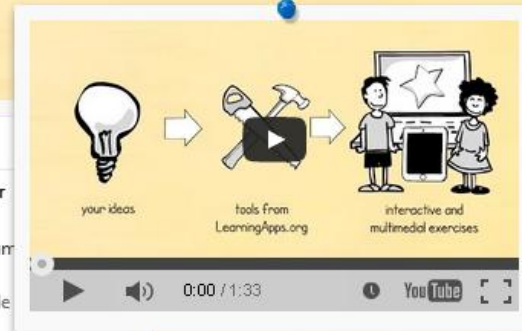 your ideas
tools from
LearningApps.org
interactive and
multimedial exercises
0:00 / 1:33
YouTube